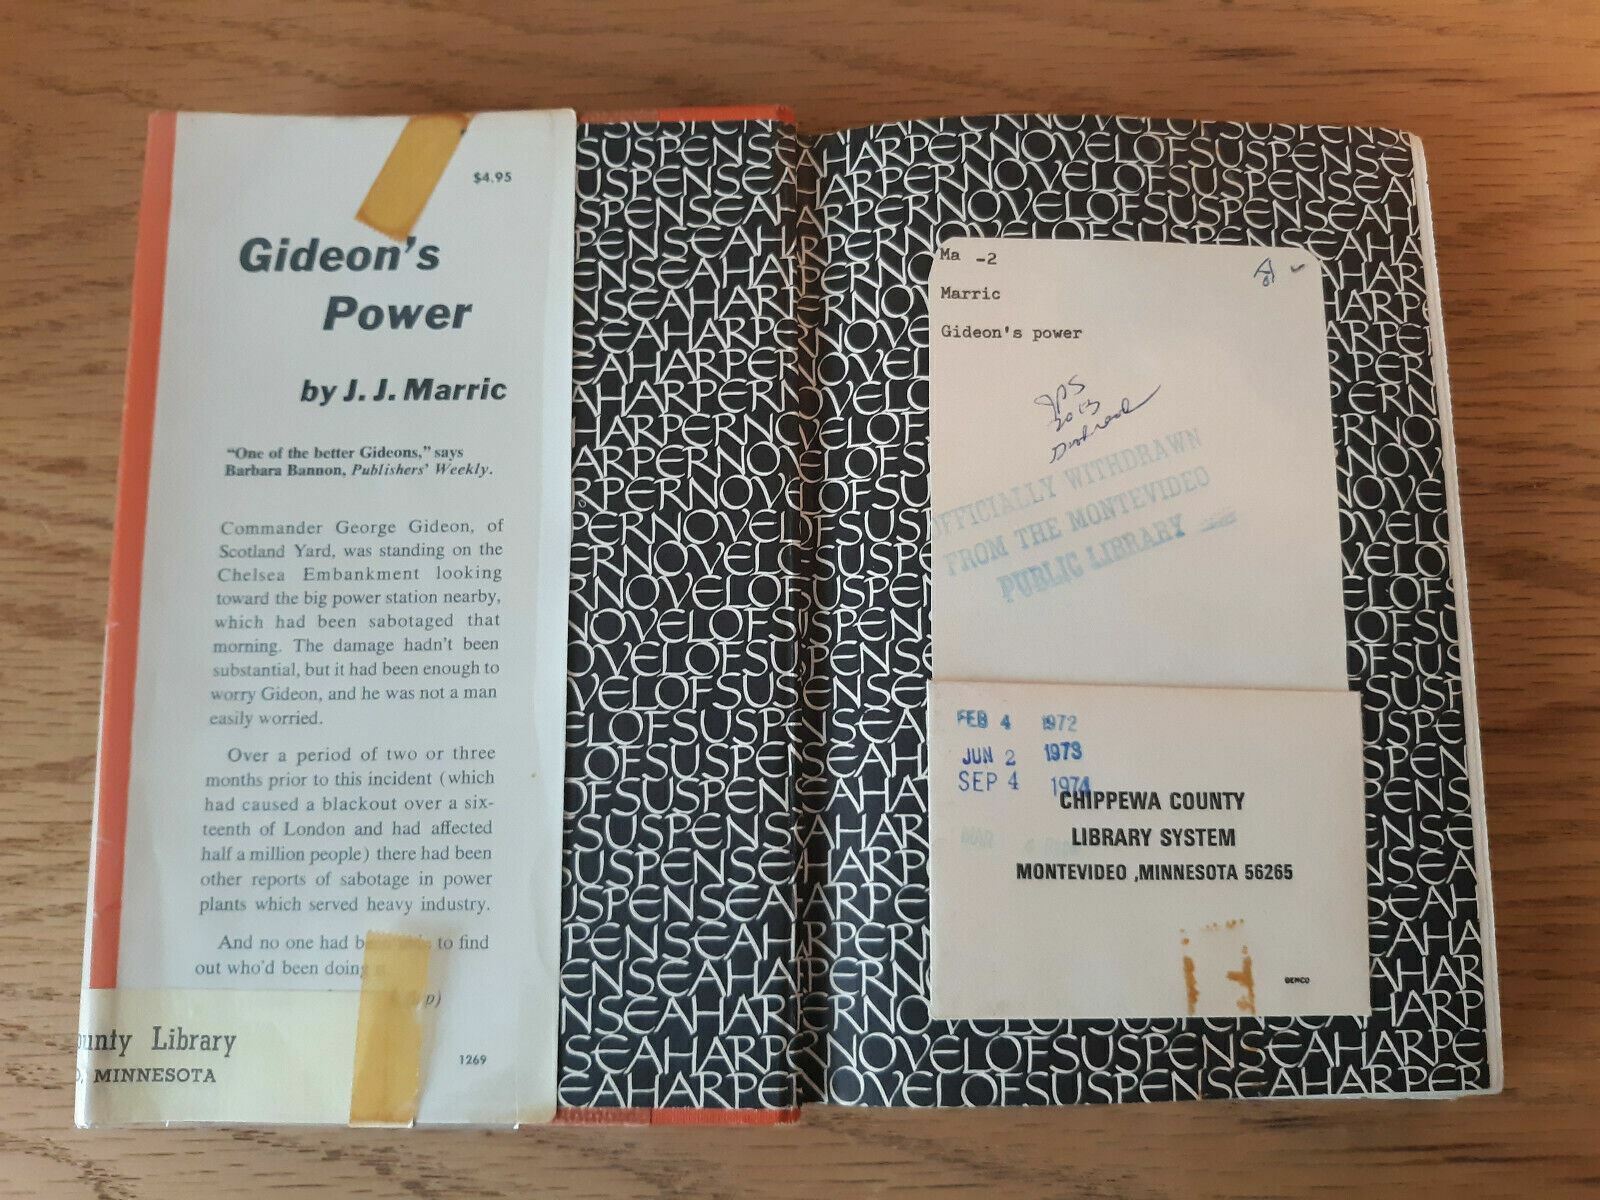 $4.95
Gideon's
Power
by J. J. Marric
"One of the better Gideons," says
Barbara Bannon, Publishers' Weekly.
Commander George Gideon, of
Scotland Yard, was standing on the
Chelsea Embankment looking
toward the big power station nearby,
which had been sabotaged that
morning. The damage hadn't been
substantial, but it had been enough to
worry Gideon, and he was not a man
easily worried.
Over a period of two or three
months prior to this incident (which
had caused a blackout over a six-
teenth of London and had affected
half a million people) there had been
other reports of sabotage in power
plants which served heavy industry.
And no one had to find
out who'd been doing
unty Library
MINNESOTA
1269
AHARPERNOVELOFSUSPENSE
Ma -2
Marric
Gideon's power
OFFICIALLY WITHDRAWN
FROM THE MONTEVIDEO
PUBLIC LIBRARY
FEB 4 1972
JUN 2 1973
SEP 4 1974
CHIPPEWA COUNTY
LIBRARY SYSTEM
MONTEVIDEO ,MINNESOTA 56265
DEMCO